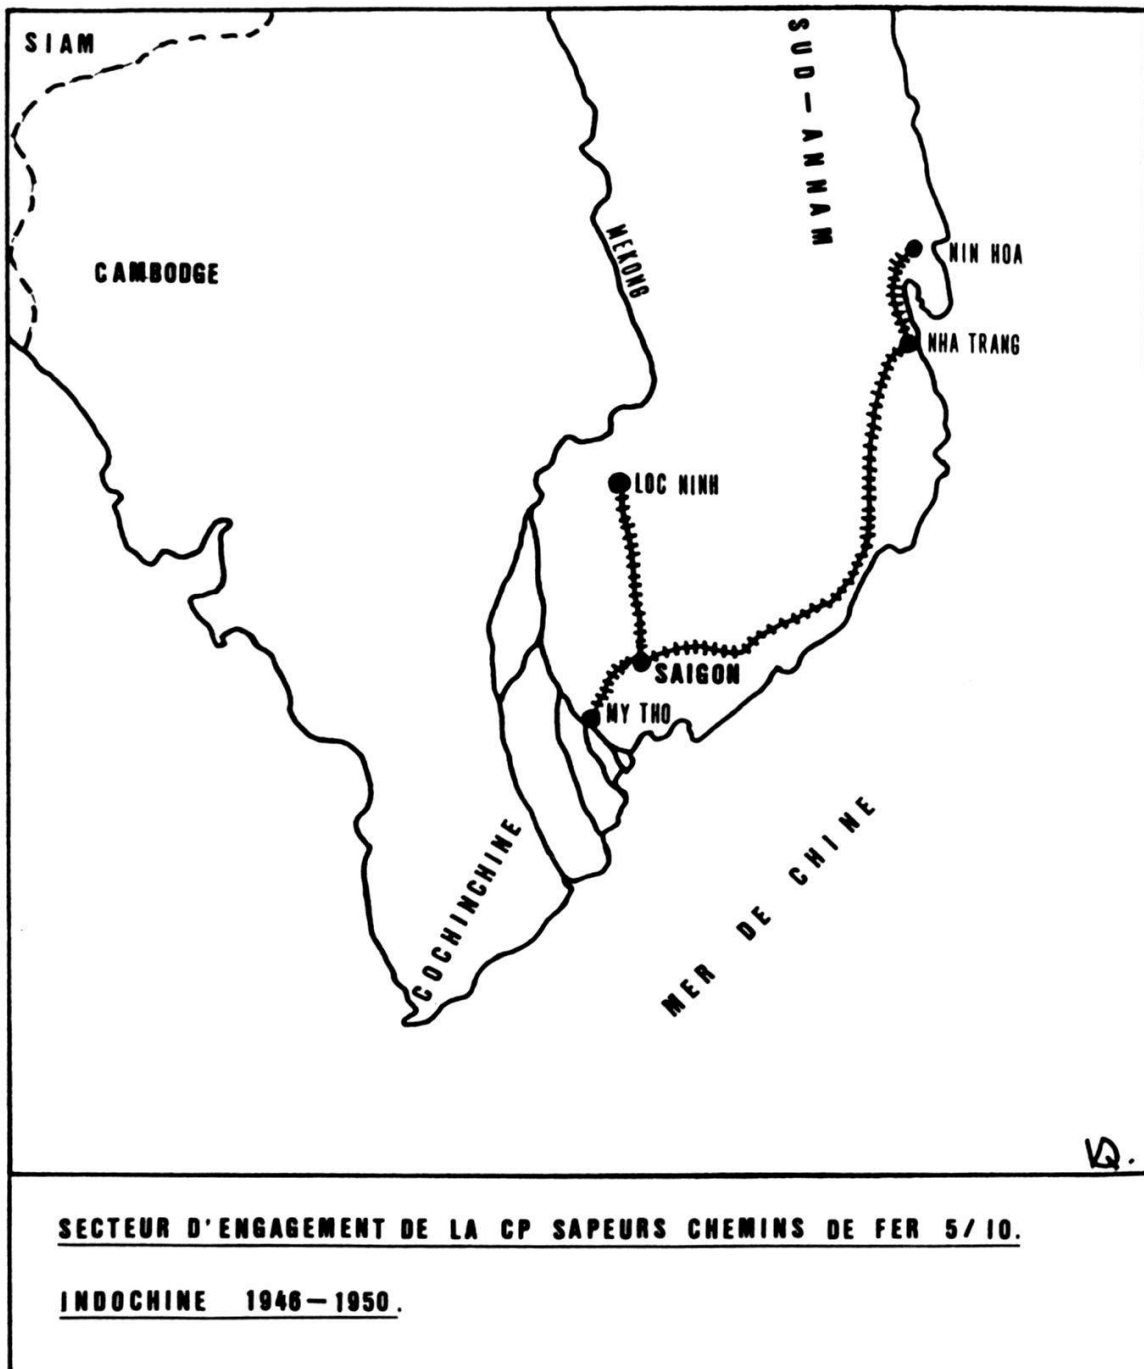 SIAM
SUD-ANNAM
CAMBODGE
MEKONG
NIN HOA
NHA TRANG
LOC NINH
SAIGON
MY THO
COCHINCHINE
MER DE CHINE
SECTEUR D'ENGAGEMENT DE LA CP SAPEURS CHEMINS DE FER 5/10.
INDOCHINE 1946-1950.